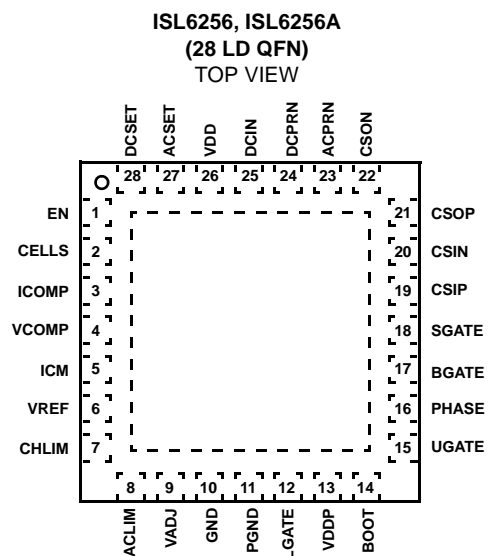 ISL6256, ISL6256A
(28 LD QFN)
TOP VIEW
DCSET
ACSET
VDD
DCIN
DCPRN
ACPRN
CSON
28 27 26 25 24 23 22
EN 1
CELLS 2
ICOMP 3
VCOMP 4
ICM 5
VREF 6
CHLIM 7
21 CSOP
20 CSIN
19 CSIP
18 SGATE
17 BGATE
16 PHASE
15 UGATE
8 9 10 11 12 13 14
ACLIM
VADJ
GND
PGND
LGATE
VDDP
BOOT